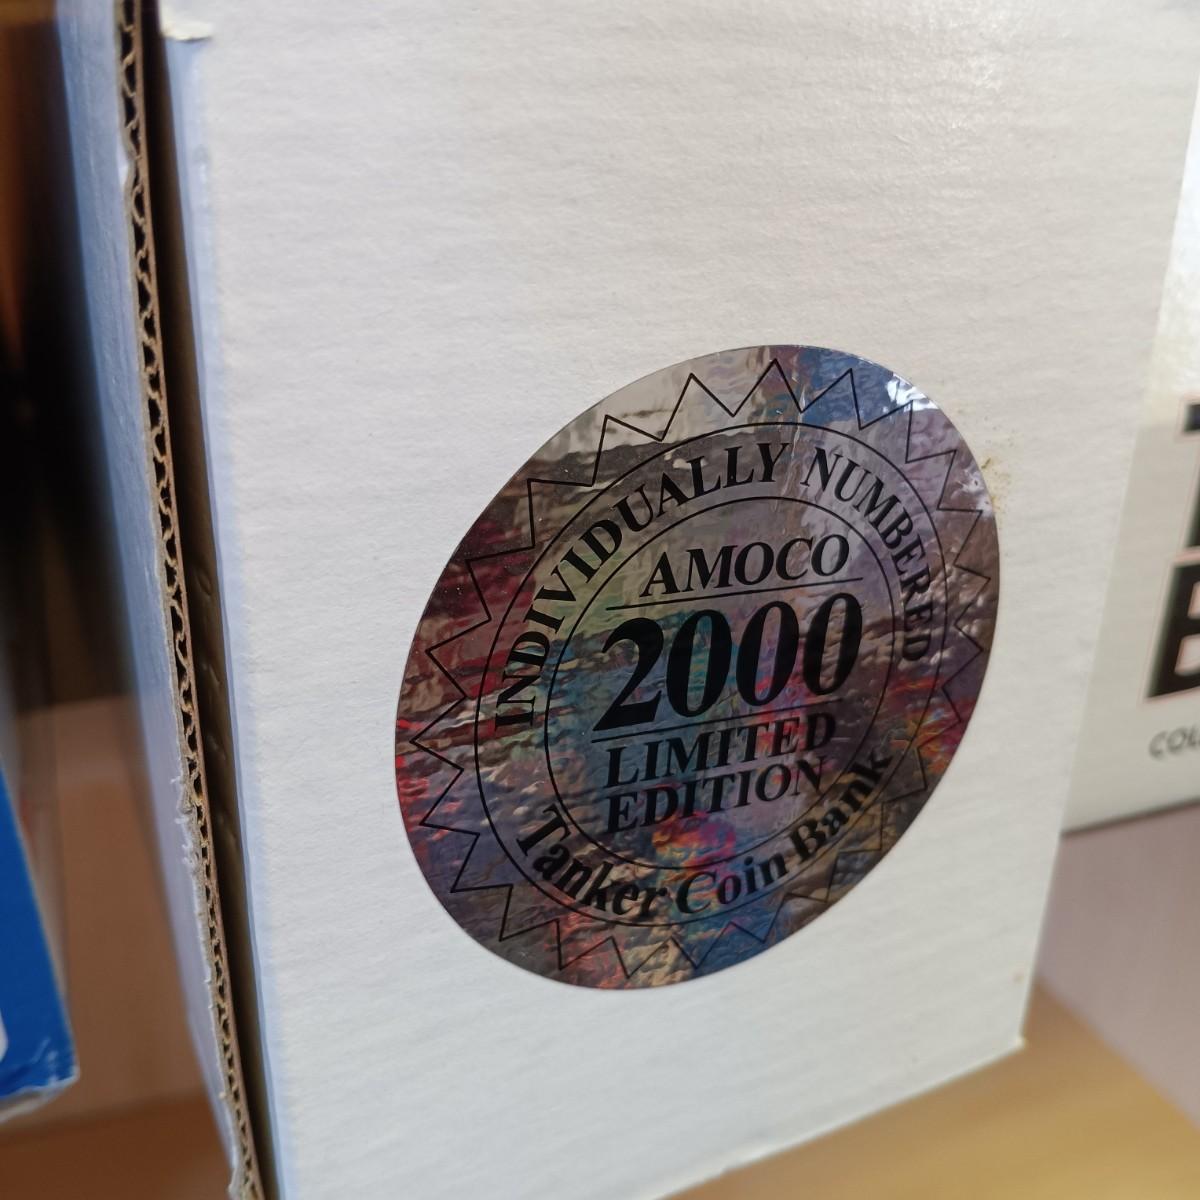 INDIVIDUALLY NUMBERED
AMOCO
2000
LIMITED
EDITION
Tanker Coin Bank